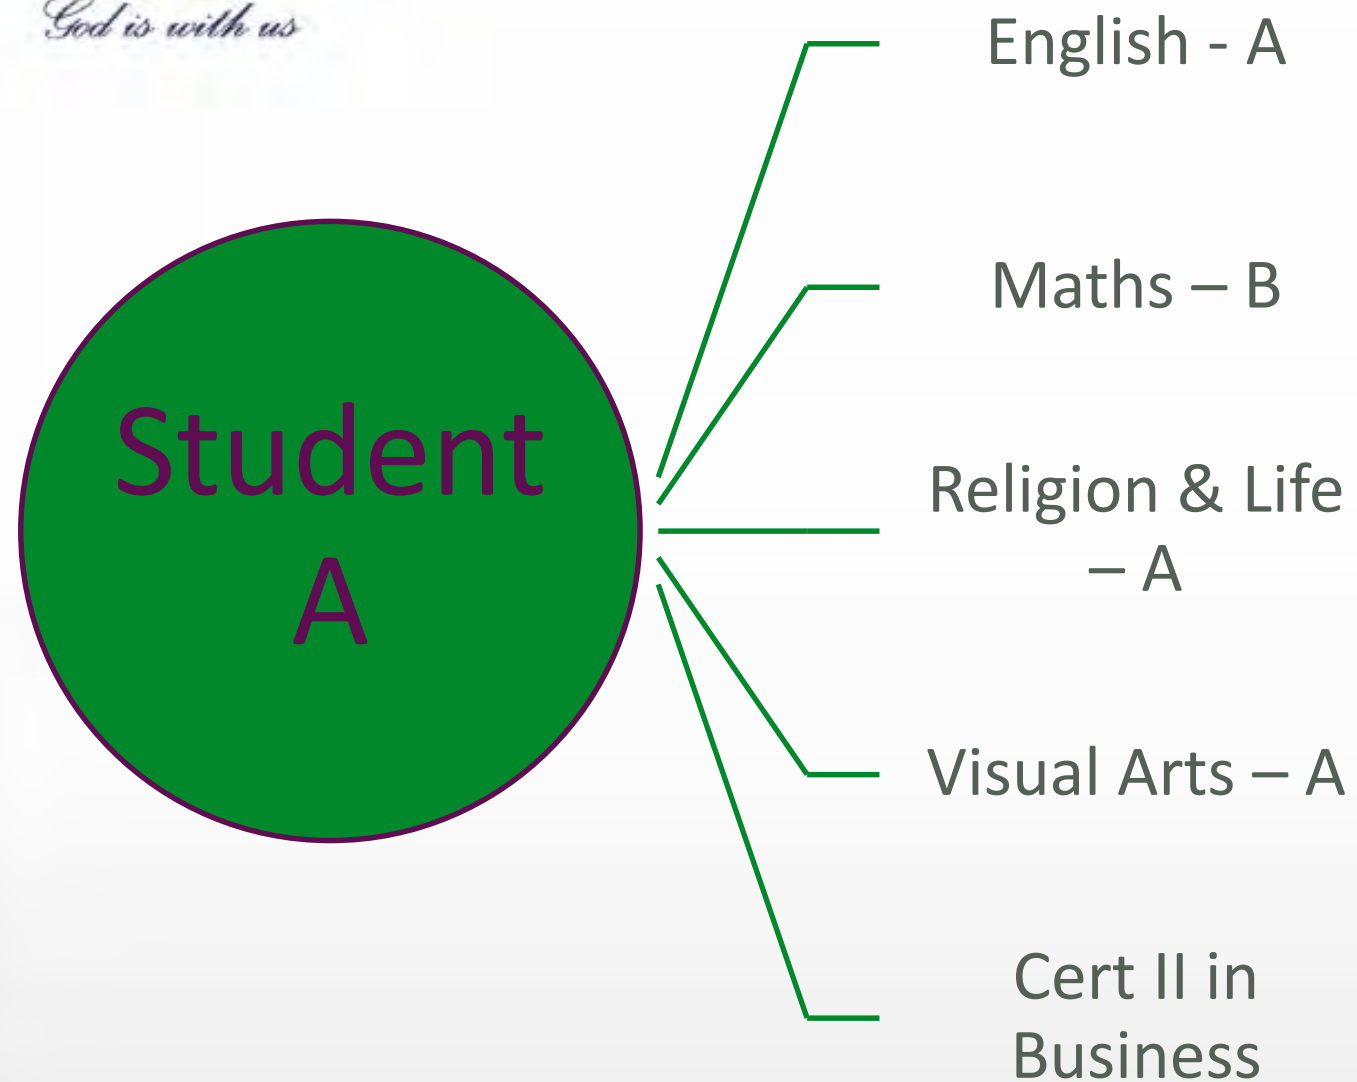 God is with us
English - A
Maths – B
Student
A
Religion & Life
– A
Visual Arts – A
Cert II in
Business